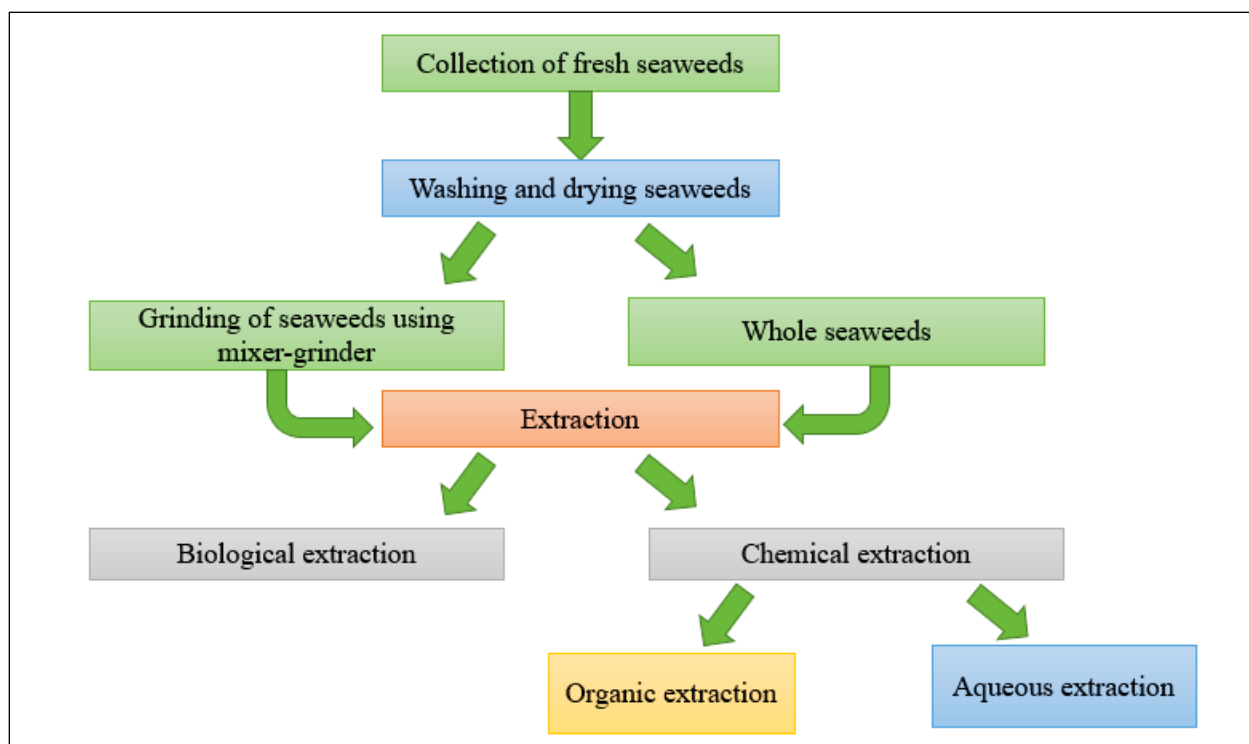 Collection of fresh seaweeds
Washing and drying seaweeds
Grinding of seaweeds using
mixer-grinder
Whole seaweeds
Extraction
Biological extraction
Chemical extraction
Organic extraction
Aqueous extraction